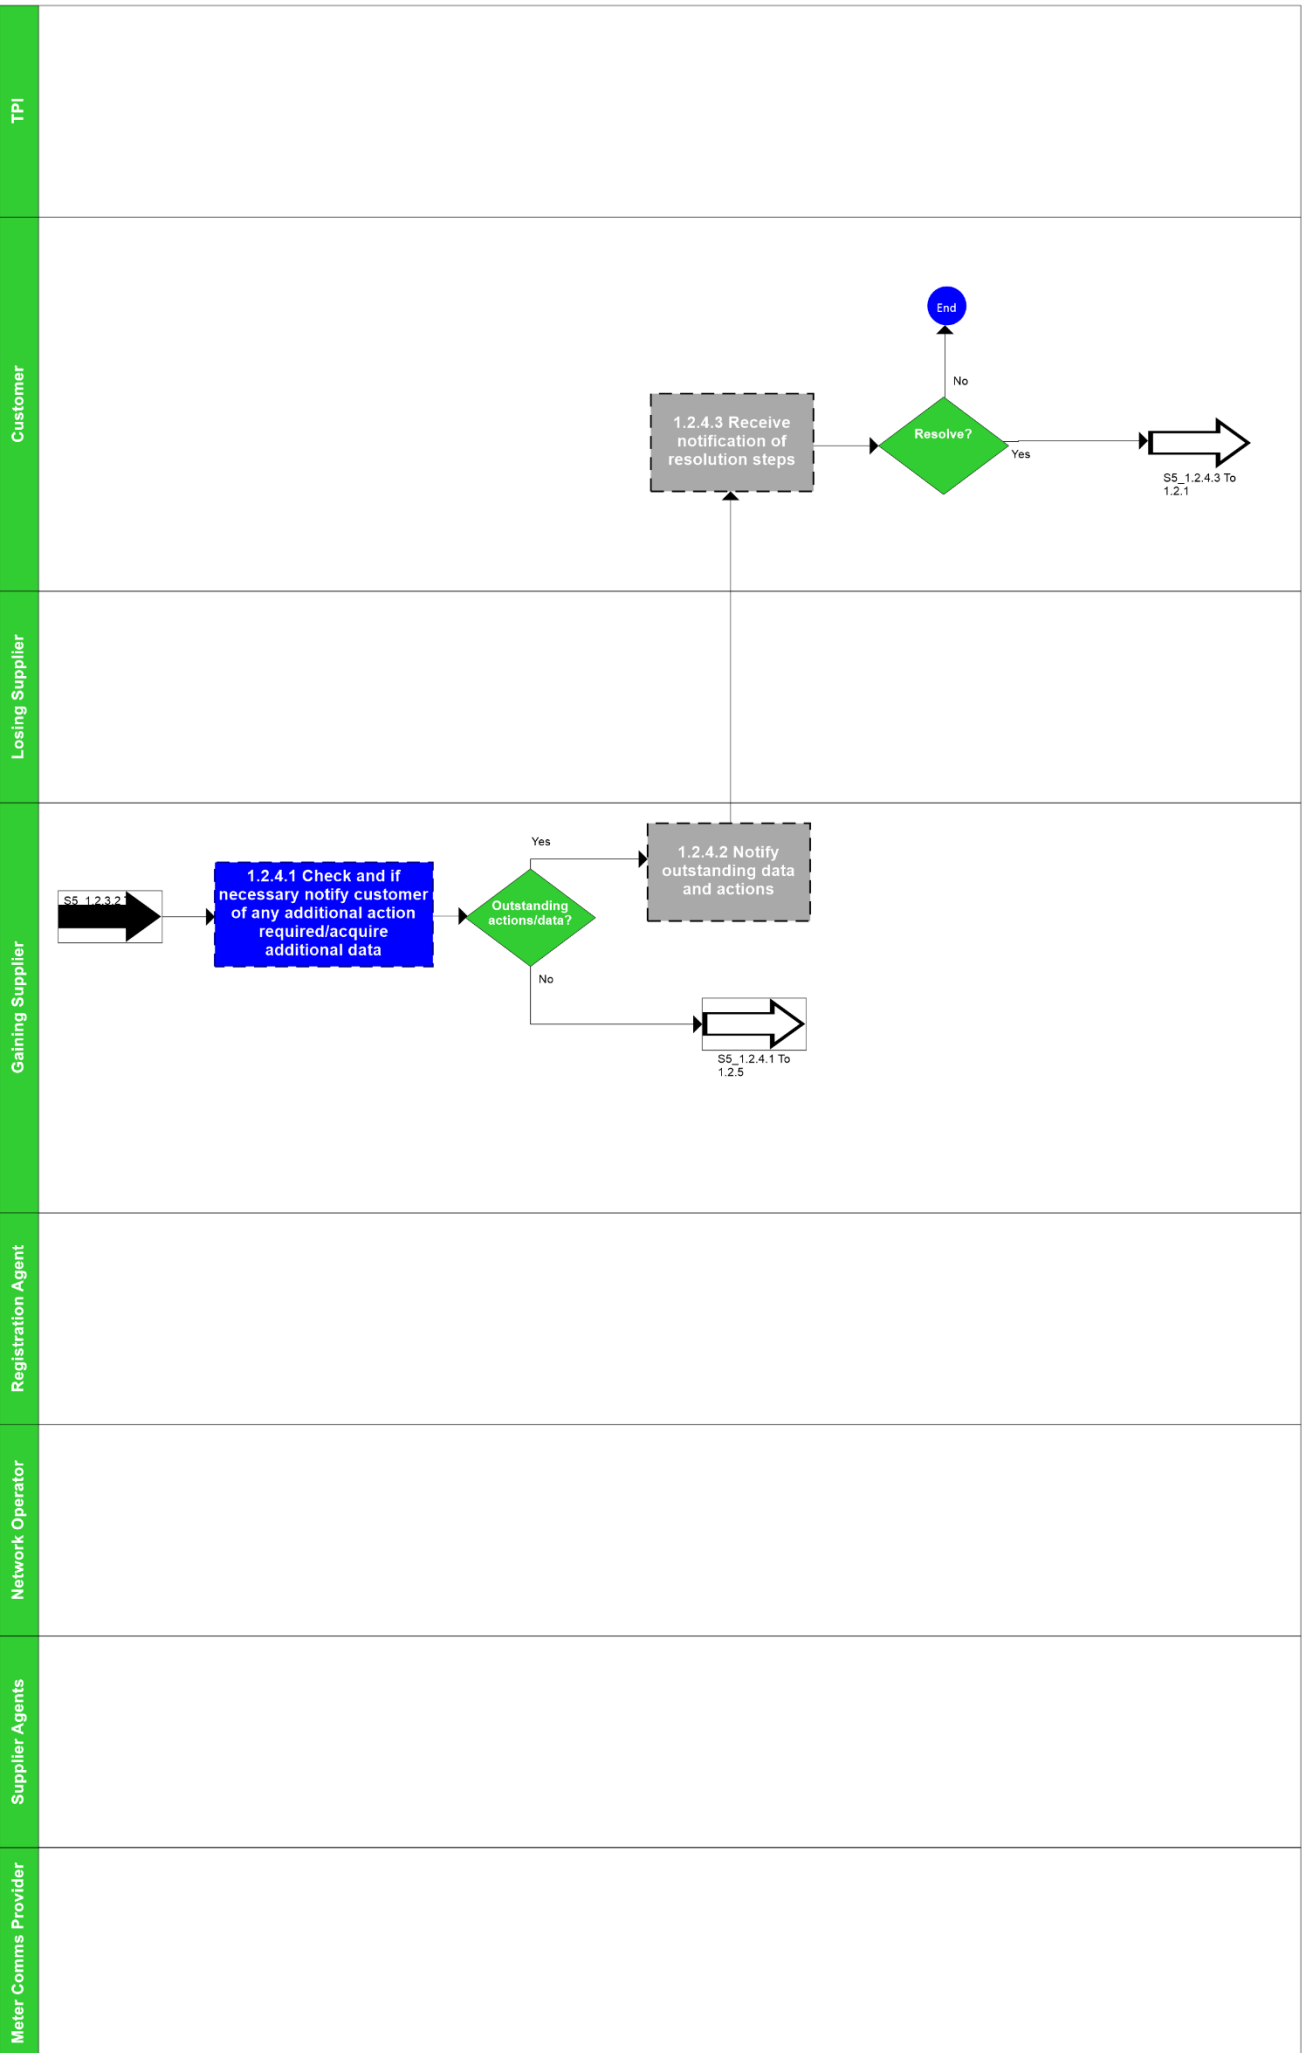 TPI
Customer
End
No
1.2.4.3 Receive
notification of
resolution steps
Resolve?
Yes
S5_1.2.4.3 To
1.2.1
Losing Supplier
Gaining Supplier
S5_1.2.3.2
1.2.4.1 Check and if
necessary notify customer
of any additional action
required/acquire
additional data
Outstanding
actions/data?
Yes
1.2.4.2 Notify
outstanding data
and actions
No
S5_1.2.4.1 To
1.2.5
Registration Agent
Network Operator
Supplier Agents
Meter Comms Provider